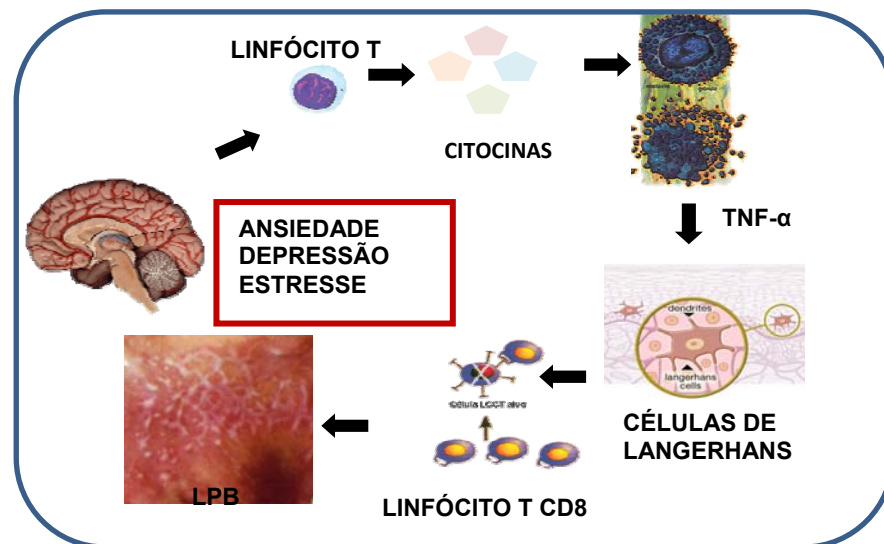 LINFÓCITO T
CITOCINAS
TNF-α
ANSIEDADE
DEPRESSÃO
ESTRESSE
dendrites
langerhans
cells
CÉLULAS DE
LANGERHANS
LINFÓCITO T CD8
LPB